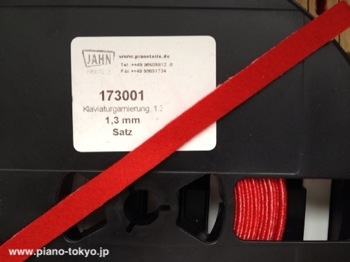 JAHN
www.pianoteile.de
173001
Klaviaturgarnierung, 1,3
1,3 mm
Satz
www.piano-tokyo.jp